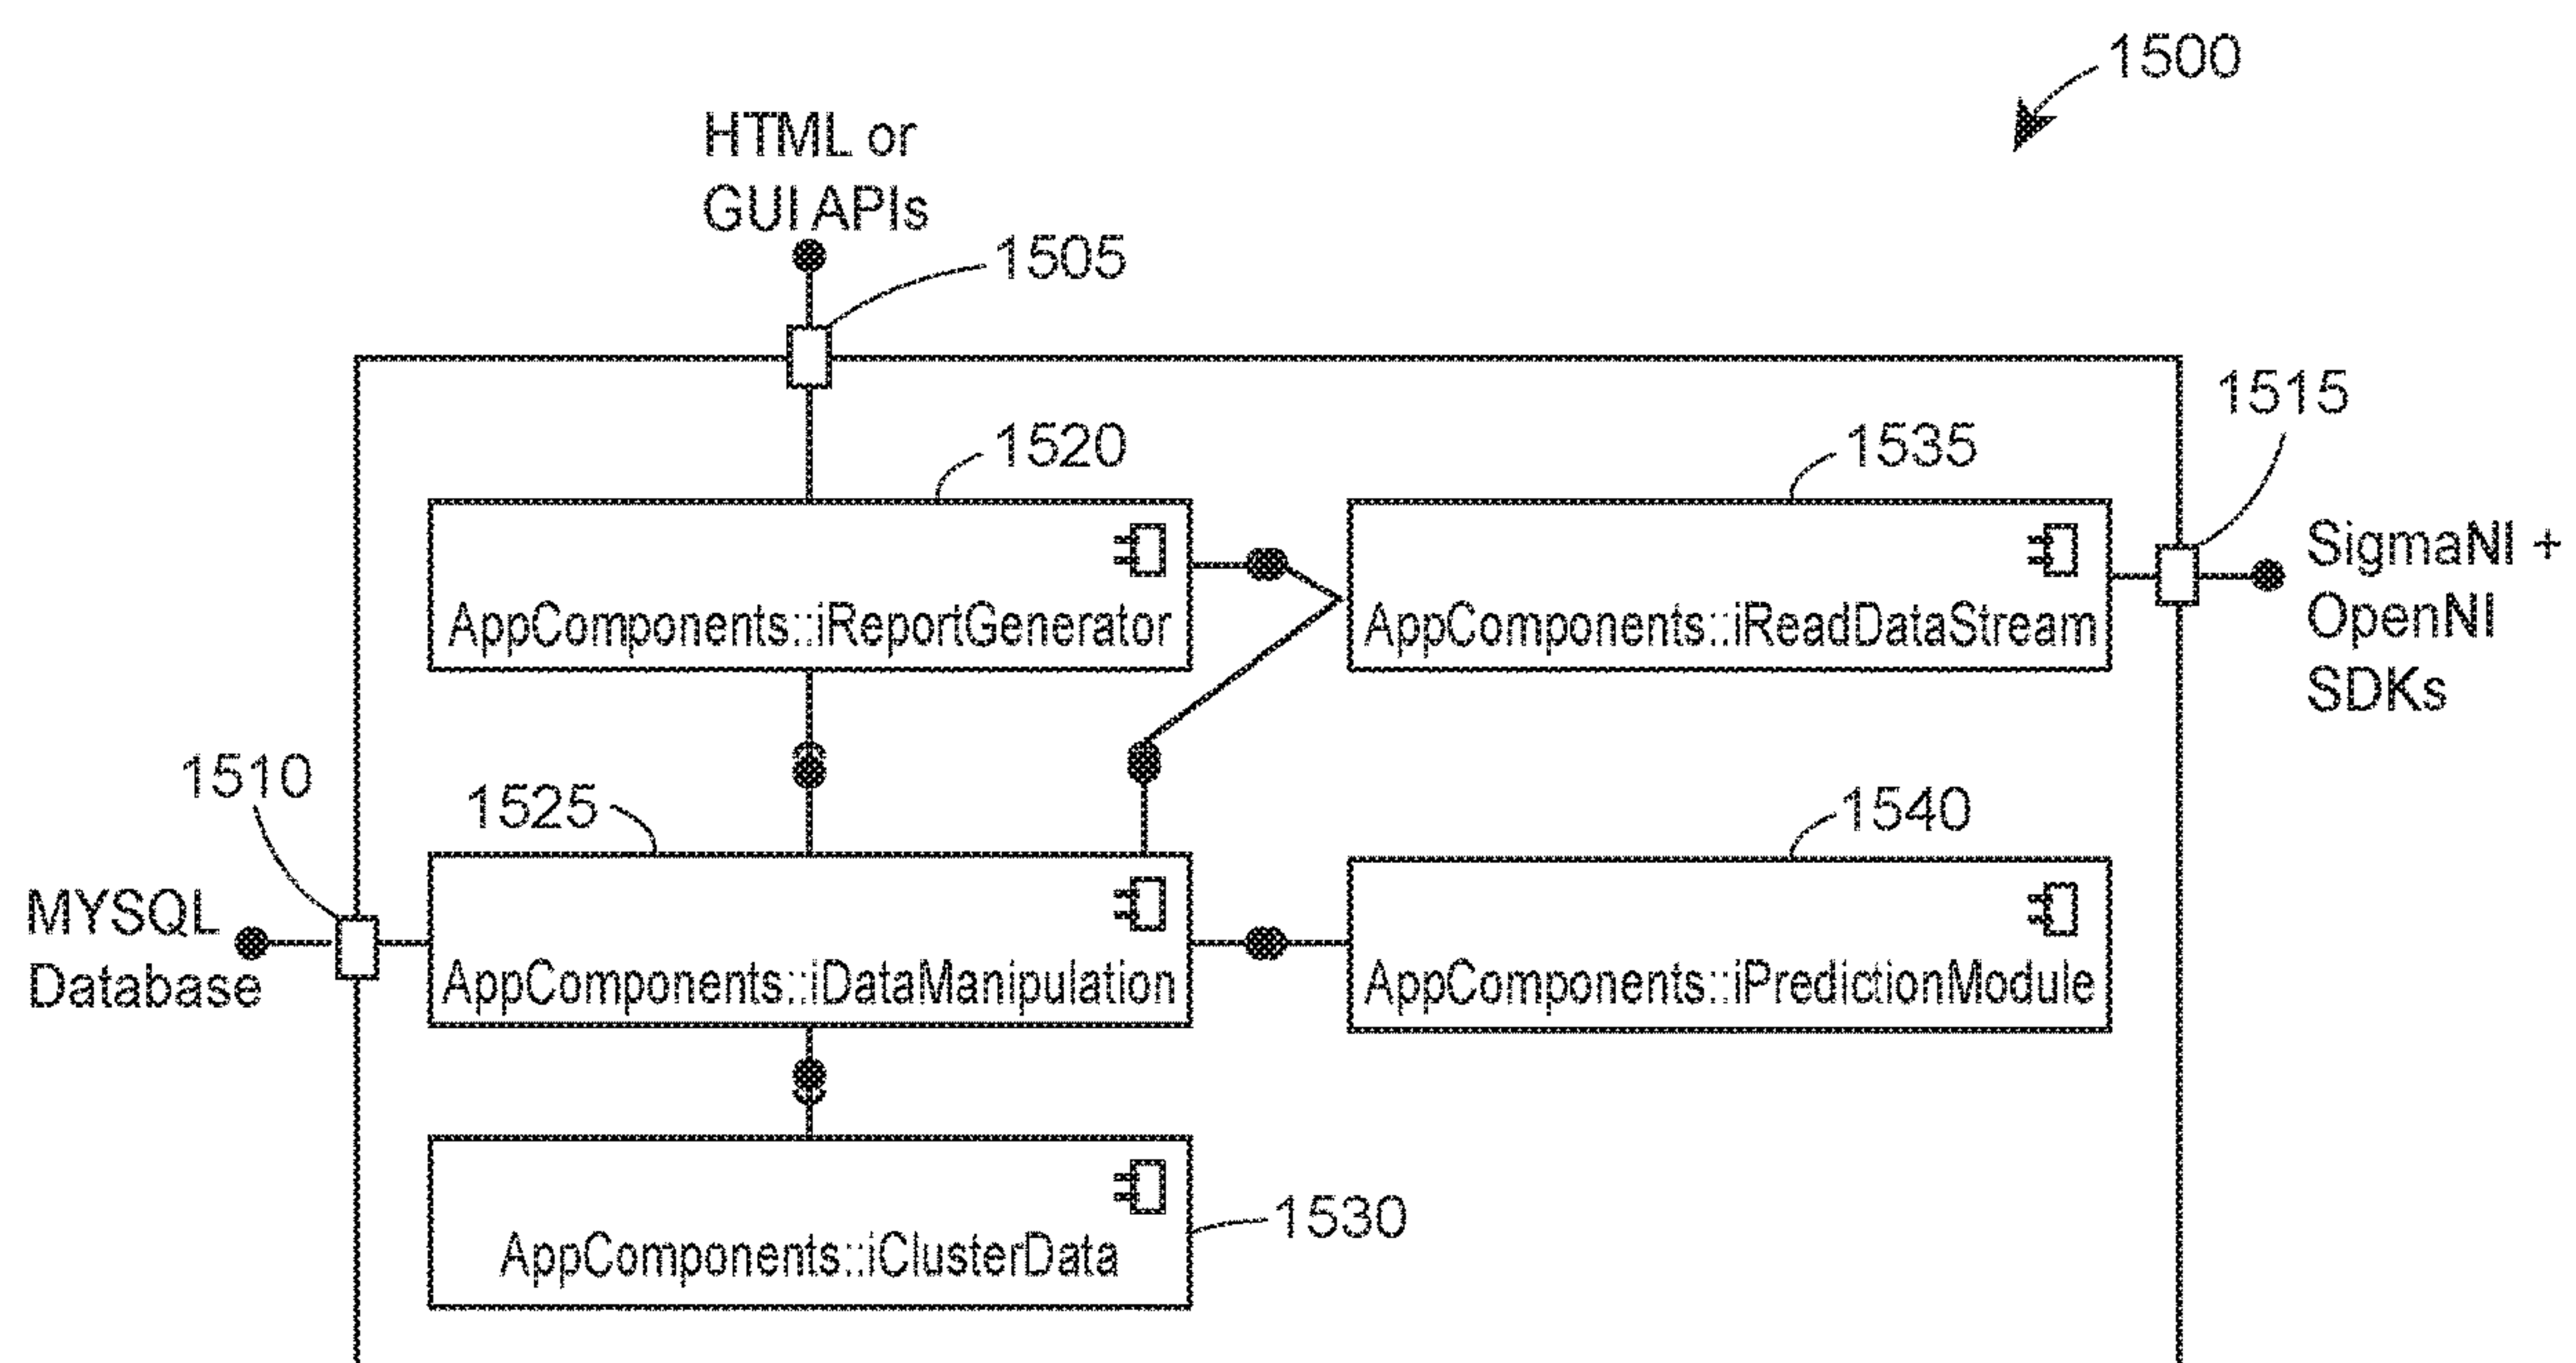 1500
HTML or
GUI APIs
1505
1515
1520
1535
SigmaNI +
OpenNI
SDKs
AppComponents::iReportGenerator
AppComponents::iReadDataStream
1510
1525
1540
MYSQL
Database
AppComponents::iDataManipulation
AppComponents::iPredictionModule
1530
AppComponents::iClusterData